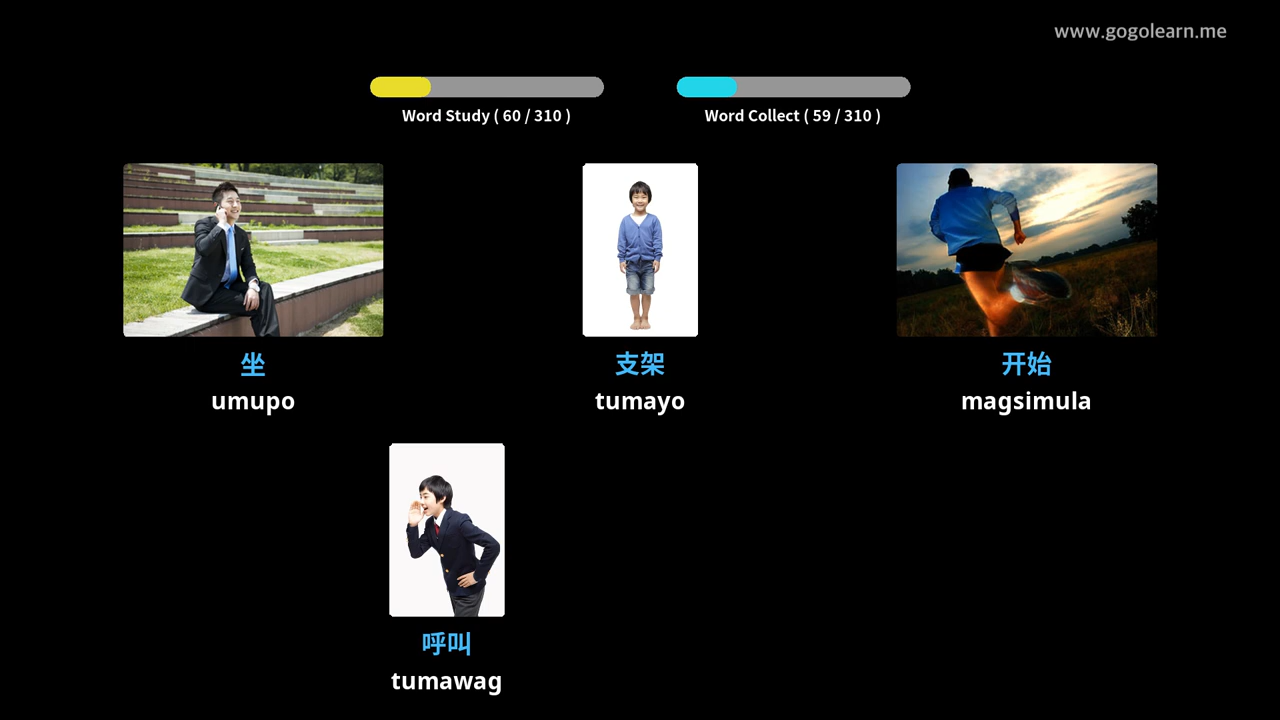 www.gogolearn.me
Word Study ( 60 / 310 )
Word Collect ( 59 / 310 )
坐
umupo
支架
tumayo
开始
magsimula
呼叫
tumawag